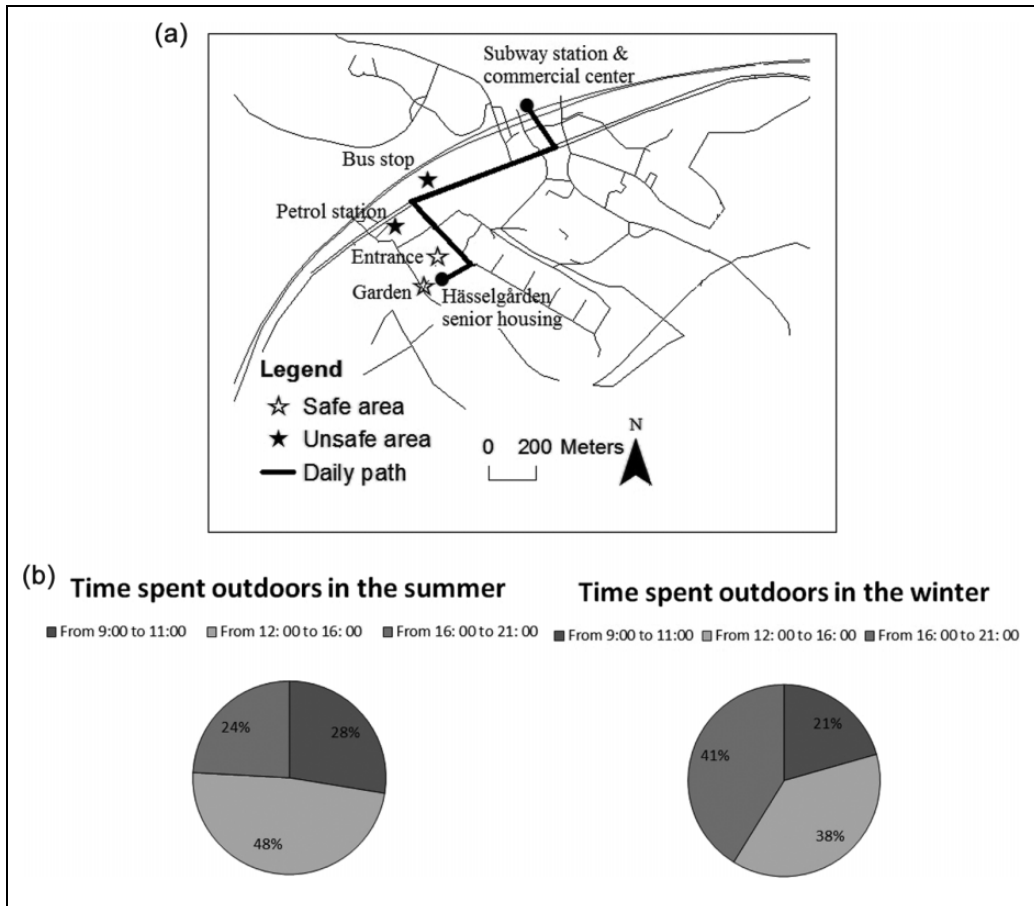 (a)
Subway station &
commercial center
Bus stop
Petrol station
Entrance
Garden
Hässelgården
senior housing
Legend
Safe area
Unsafe area
Daily path
0 200 Meters
N
(b)
Time spent outdoors in the summer
From 9:00 to 11:00 From 12: 00 to 16: 00 From 16: 00 to 21: 00
24%
28%
48%
Time spent outdoors in the winter
From 9:00 to 11:00 From 12: 00 to 16: 00 From 16: 00 to 21: 00
21%
41%
38%